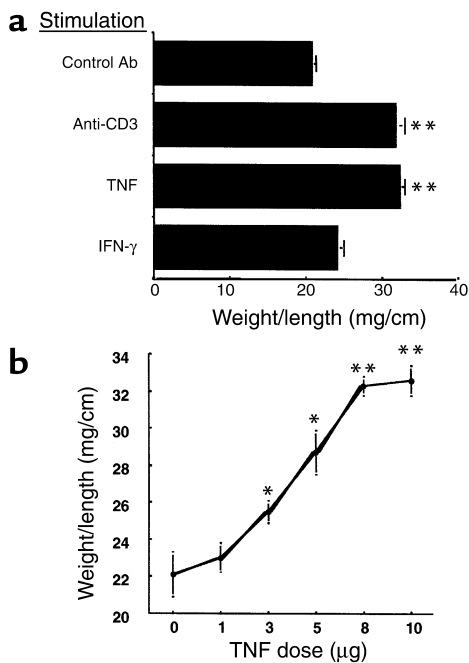 a Stimulation
Control Ab
Anti-CD3
**
TNF
**
IFN-γ
0 10 20 30 40
Weight/length (mg/cm)
b
Weight/length (mg/cm)
34
32
30
28
26
24
22
20
*
*
**
**
0 1 3 5 8 10
TNF dose (μg)